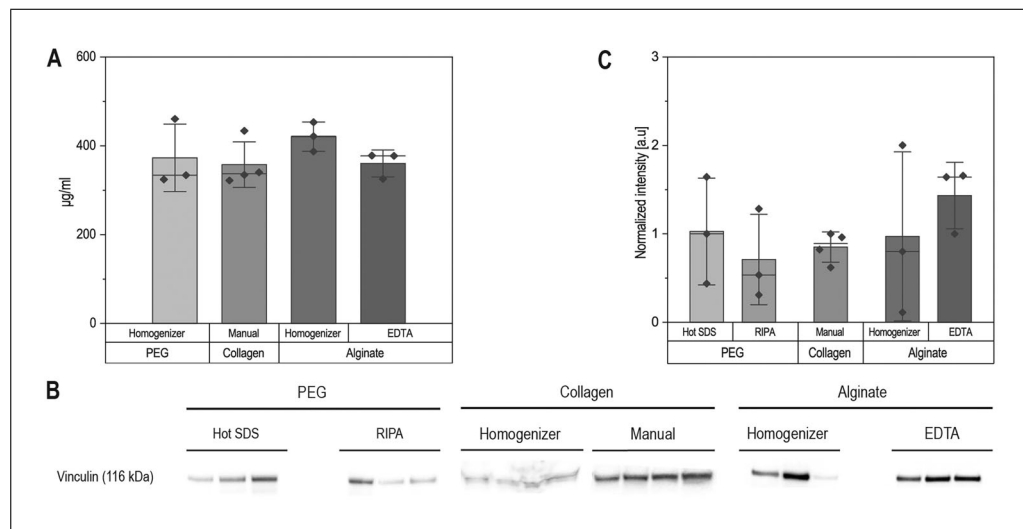 A
600
400
200
0
µg/ml
Homogenizer Manual Homogenizer EDTA
PEG Collagen Alginate
C
3
2
1
0
Normalized intensity [a.u]
Hot SDS RIPA Manual Homogenizer EDTA
PEG Collagen Alginate
B
PEG Collagen Alginate
Hot SDS RIPA Homogenizer Manual Homogenizer EDTA
Vinculin (116 kDa)